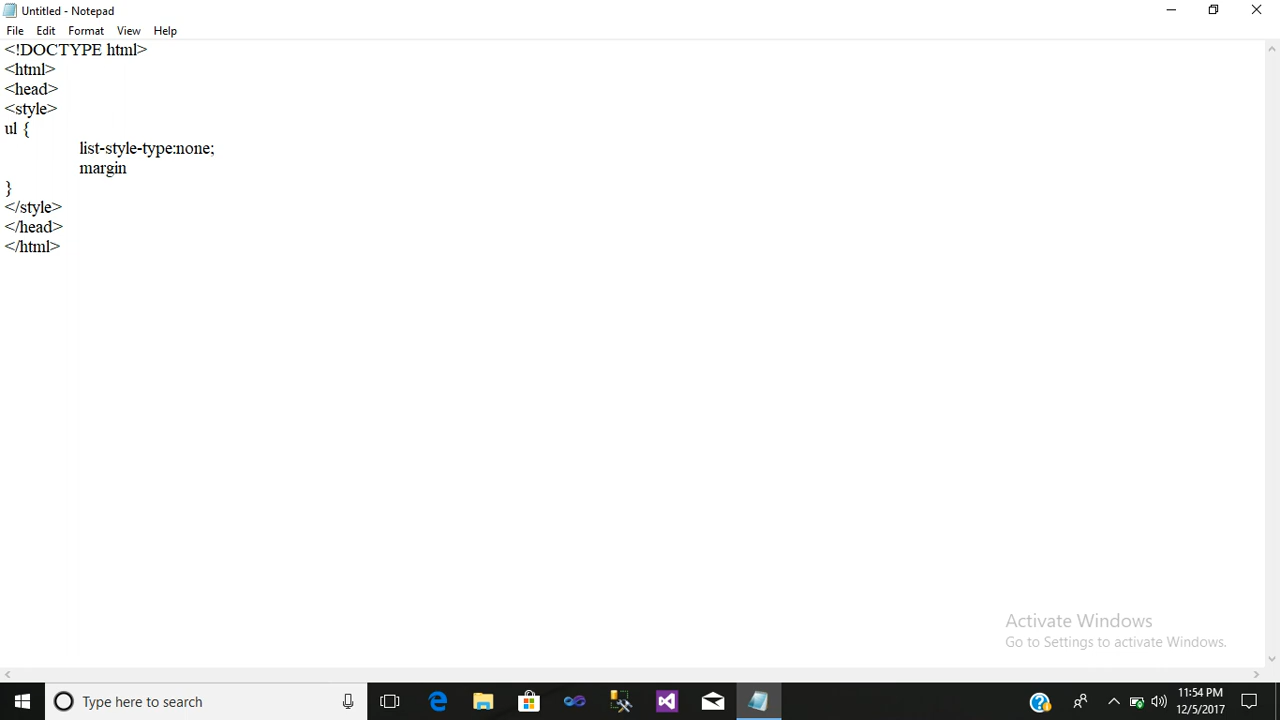 Untitled - Notepad
File Edit Format View Help
<!DOCTYPE html>
<html>
<head>
<style>
ul {
list-style-type:none;
margin
}
</style>
</head>
</html>
Activate Windows
Go to Settings to activate Windows.
Type here to search
11:54 PM
12/5/2017